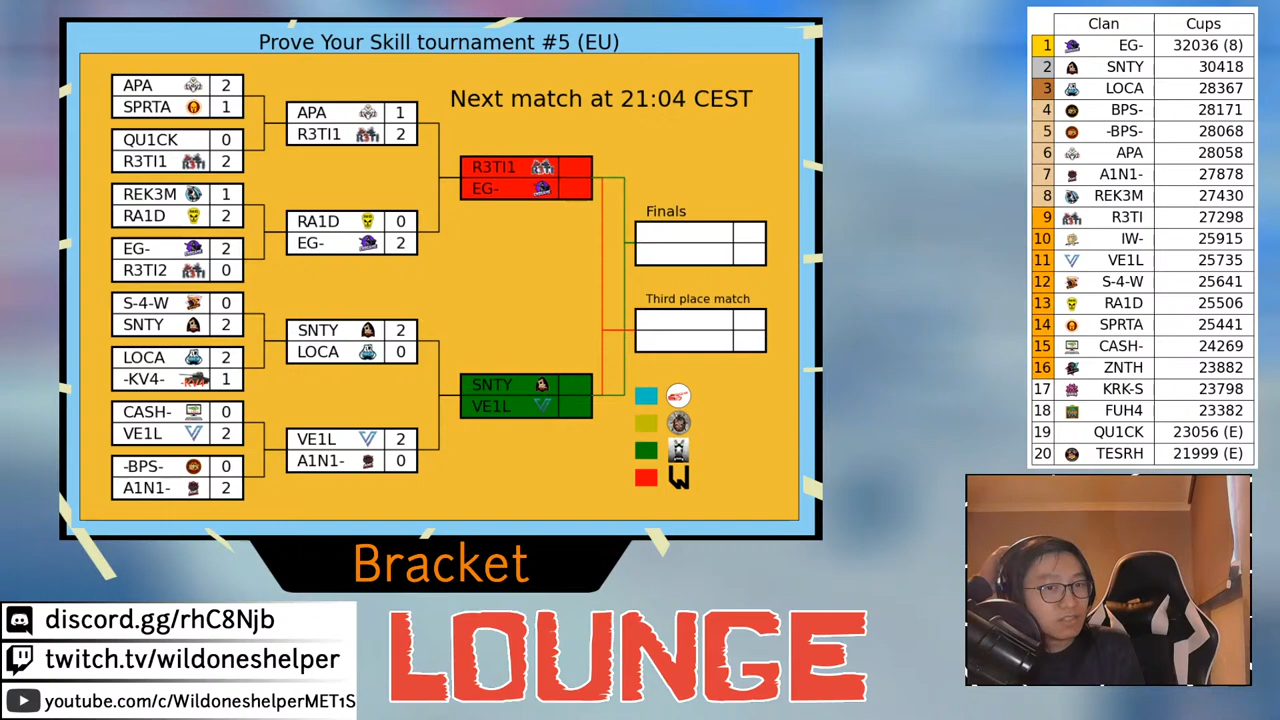 Prove Your Skill tournament #5 (EU)
Next match at 21:04 CEST
APA 2
SPRTA 1
QU1CK 0
R3TI1 2
REK3M 1
RA1D 2
EG- 2
R3TI2 0
S-4-W 0
SNTY 2
LOCA 2
-KV4- 1
CASH- 0
VE1L 2
-BPS- 0
A1N1- 2
APA 1
R3TI1 2
RA1D 0
EG- 2
SNTY 2
LOCA 0
VE1L 2
A1N1- 0
R3TI1
EG-
SNTY
VE1L
Finals
Third place match
Bracket
LOUNGE
discord.gg/rhC8Njb
twitch.tv/wildoneshelper
youtube.com/c/WildoneshelperMET1S
Clan Cups
1 EG- 32036 (8)
2 SNTY 30418
3 LOCA 28367
4 BPS- 28171
5 -BPS- 28068
6 APA 28058
7 A1N1- 27878
8 REK3M 27430
9 R3TI 27298
10 IW- 25915
11 VE1L 25735
12 S-4-W 25641
13 RA1D 25506
14 SPRTA 25441
15 CASH- 24269
16 ZNTH 23882
17 KRK-S 23798
18 FUH4 23382
19 QU1CK 23056 (E)
20 TESRH 21999 (E)